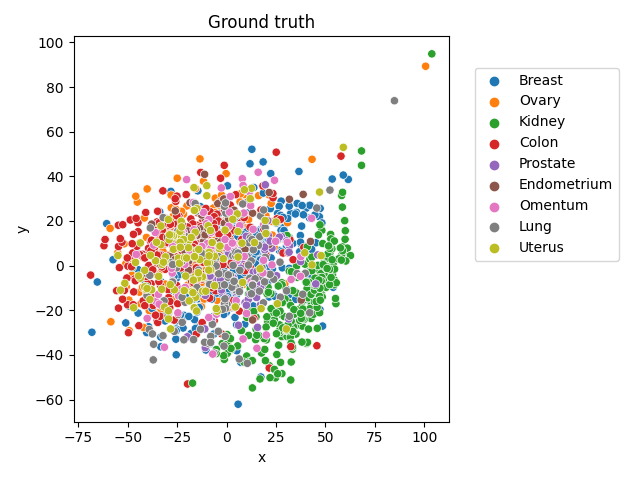 Ground truth
100
80
60
40
20
0
−20
−40
−60
y
−75
−50
−25
0
25
50
75
100
x
Breast
Ovary
Kidney
Colon
Prostate
Endometrium
Omentum
Lung
Uterus